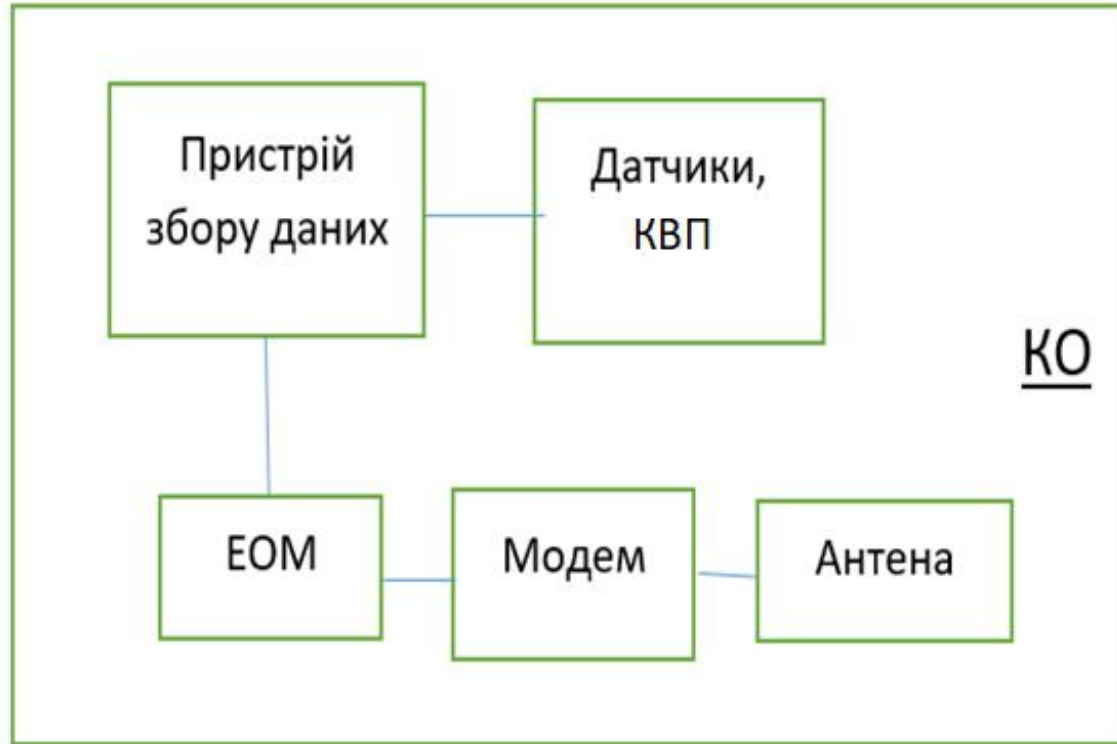 Пристрій
збору даних
Датчики,
КВП
КО
ЕОМ
Модем
Антена